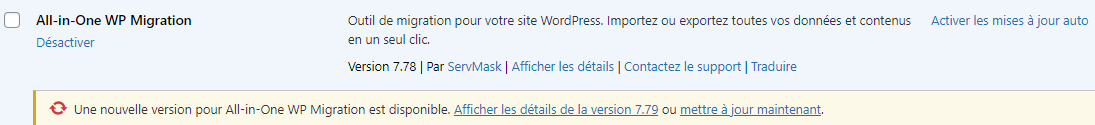 All-in-One WP Migration
Désactiver
Outil de migration pour votre site WordPress. Importez ou exportez toutes vos données et contenus
en un seul clic.
Version 7.78 | Par ServMask | Afficher les détails | Contactez le support | Traduire
Activer les mises à jour auto
Une nouvelle version pour All-in-One WP Migration est disponible. Afficher les détails de la version 7.79 ou mettre à jour maintenant.